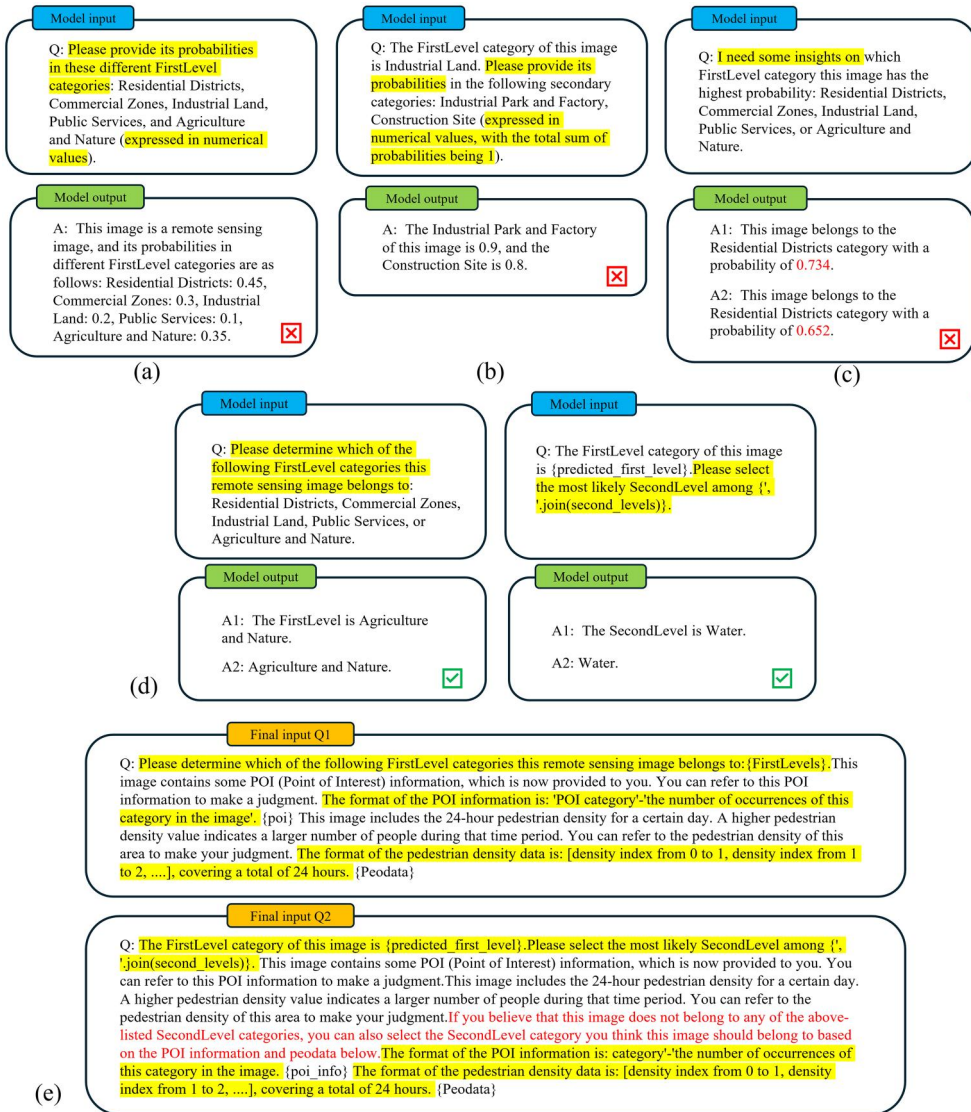 Model input
Q: Please provide its probabilities
in these different FirstLevel
categories: Residential Districts,
Commercial Zones, Industrial Land,
Public Services, and Agriculture
and Nature (expressed in numerical
values).
Model output
A: This image is a remote sensing
image, and its probabilities in
different FirstLevel categories are as
follows: Residential Districts: 0.45,
Commercial Zones: 0.3, Industrial
Land: 0.2, Public Services: 0.1,
Agriculture and Nature: 0.35.
(a)
Model input
Q: The FirstLevel category of this image
is Industrial Land. Please provide its
probabilities in the following secondary
categories: Industrial Park and Factory,
Construction Site (expressed in
numerical values, with the total sum of
probabilities being 1).
Model output
A: The Industrial Park and Factory
of this image is 0.9, and the
Construction Site is 0.8.
(b)
Model input
Q: I need some insights on which
FirstLevel category this image has the
highest probability: Residential Districts,
Commercial Zones, Industrial Land,
Public Services, or Agriculture and
Nature.
Model output
A1: This image belongs to the
Residential Districts category with a
probability of 0.734.
A2: This image belongs to the
Residential Districts category with a
probability of 0.652.
(c)
Model input
Q: Please determine which of the
following FirstLevel categories this
remote sensing image belongs to:
Residential Districts, Commercial Zones,
Industrial Land, Public Services, or
Agriculture and Nature.
Model output
A1: The FirstLevel is Agriculture
and Nature.
A2: Agriculture and Nature.
Model input
Q: The FirstLevel category of this image
is {predicted_first_level}.Please select
the most likely SecondLevel among {',
'.join(second_levels)}.
Model output
A1: The SecondLevel is Water.
A2: Water.
(d)
Final input Q1
Q: Please determine which of the following FirstLevel categories this remote sensing image belongs to:{FirstLevels}.This
image contains some POI (Point of Interest) information, which is now provided to you. You can refer to this POI
information to make a judgment. The format of the POI information is: 'POI category'-'the number of occurrences of this
category in the image'. {poi} This image includes the 24-hour pedestrian density for a certain day. A higher pedestrian
density value indicates a larger number of people during that time period. You can refer to the pedestrian density of this
area to make your judgment. The format of the pedestrian density data is: [density index from 0 to 1, density index from 1
to 2, ....], covering a total of 24 hours. {Peodata}
Final input Q2
Q: The FirstLevel category of this image is {predicted_first_level}.Please select the most likely SecondLevel among {',
'.join(second_levels)}. This image contains some POI (Point of Interest) information, which is now provided to you. You
can refer to this POI information to make a judgment.This image includes the 24-hour pedestrian density for a certain day.
A higher pedestrian density value indicates a larger number of people during that time period. You can refer to the
pedestrian density of this area to make your judgment.If you believe that this image does not belong to any of the above-
listed SecondLevel categories, you can also select the SecondLevel category you think this image should belong to based
on the POI information and peodata below.The format of the POI information is: category'-'the number of occurrences of
this category in the image. {poi_info} The format of the pedestrian density data is: [density index from 0 to 1, density
index from 1 to 2, ....], covering a total of 24 hours. {Peodata}
(e)